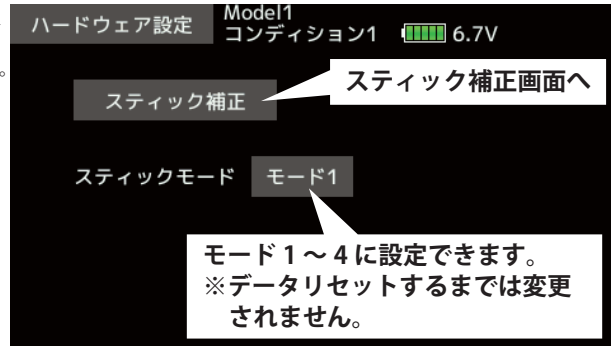 ハードウェア設定
Model1
コンディション1 6.7V
。
スティック補正画面へ
スティック補正
スティックモード モード1
モード 1 ～ 4 に設定できます。
※データリセットするまでは変更
されません。